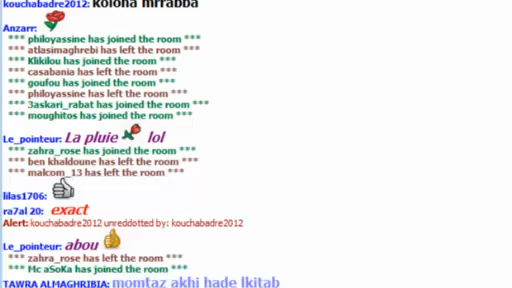 kouchabadre2012: kolona mrrabba
Anzarr:
*** philoyassine has joined the room ***
*** atlasimaghrebi has left the room ***
*** Klikilou has joined the room ***
*** casabania has left the room ***
*** goufou has joined the room ***
*** philoyassine has left the room ***
*** 3askari_rabat has joined the room ***
*** moughitos has joined the room ***
Le_pointeur: La pluie lol
*** zahra_rose has joined the room ***
*** ben khaldoune has left the room ***
*** malcom_13 has left the room ***
lilas1706:
ra7al 20: exact
Alert: kouchabadre2012 unreddotted by: kouchabadre2012
Le_pointeur: abou
*** zahra_rose has left the room ***
*** Mc aSoKa has joined the room ***
TAWRA ALMAGHRIBIA: momtaz akhi hade lkitab